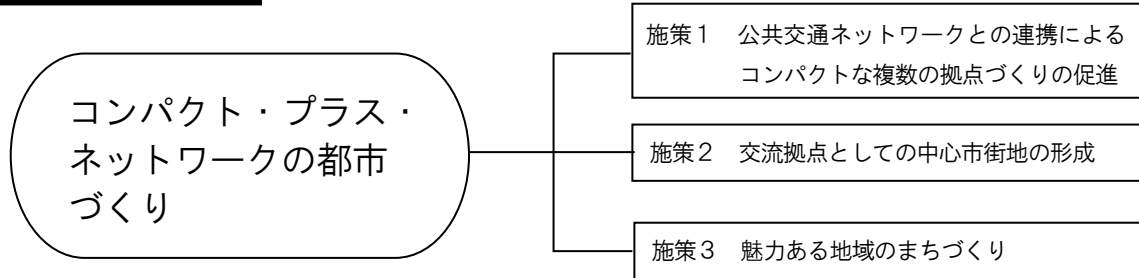 コンパクト・プラス・
ネットワークの都市
づくり
施策１　公共交通ネットワークとの連携による
コンパクトな複数の拠点づくりの促進
施策２　交流拠点としての中心市街地の形成
施策３　魅力ある地域のまちづくり